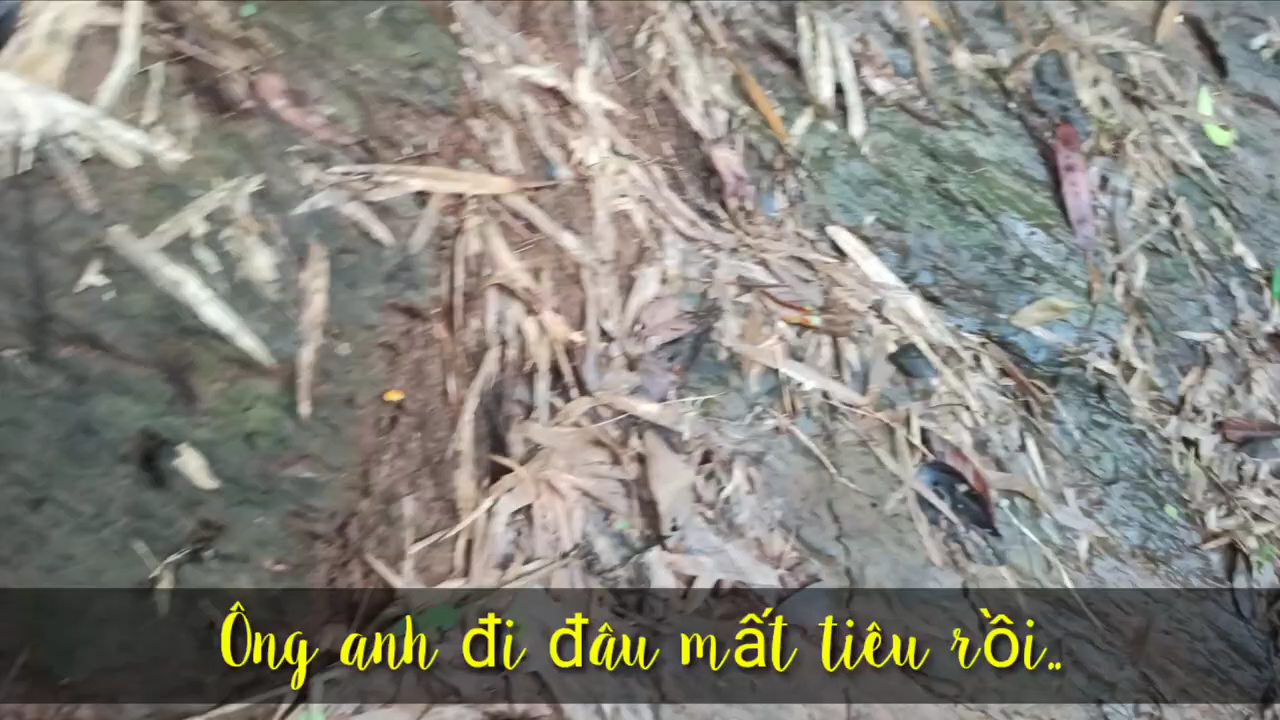 Ông anh đi đâu mất tiêu rồi..